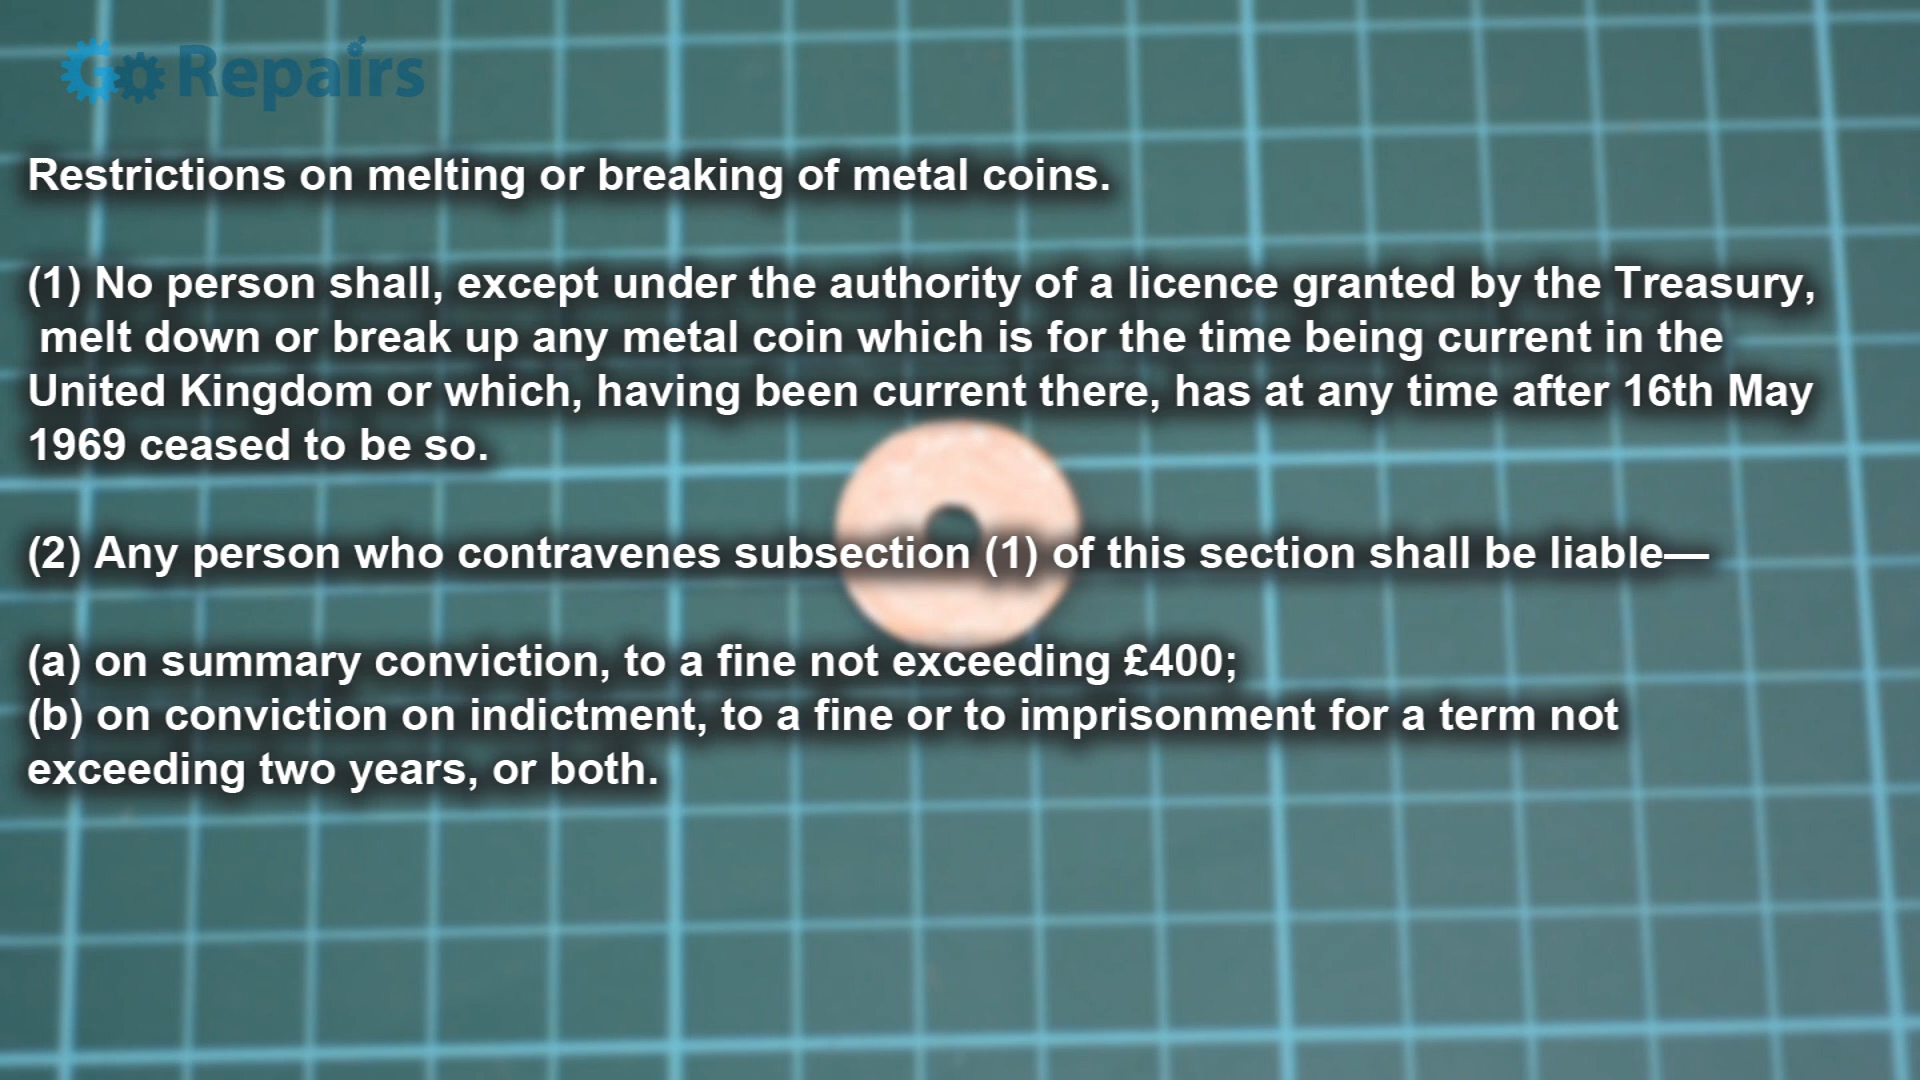 Go Repairs
Restrictions on melting or breaking of metal coins.
(1) No person shall, except under the authority of a licence granted by the Treasury,
melt down or break up any metal coin which is for the time being current in the
United Kingdom or which, having been current there, has at any time after 16th May
1969 ceased to be so.
(2) Any person who contravenes subsection (1) of this section shall be liable—
(a) on summary conviction, to a fine not exceeding £400;
(b) on conviction on indictment, to a fine or to imprisonment for a term not
exceeding two years, or both.